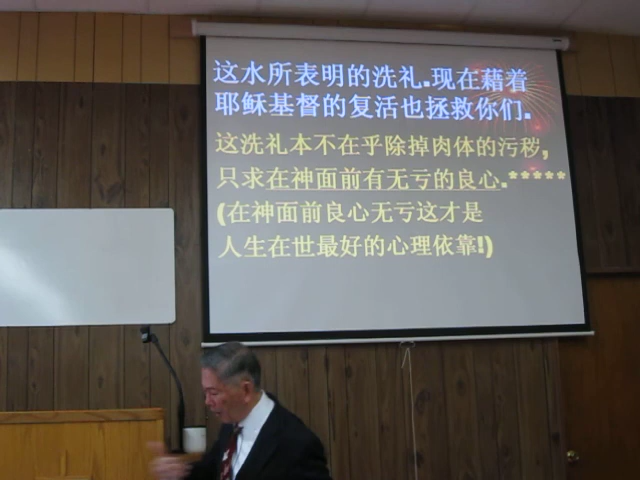 这水所表明的洗礼.现在藉着
耶稣基督的复活也拯救你们.
这洗礼本不在乎除掉肉体的污秽,
只求在神面前有无亏的良心.*****
(在神面前良心无亏这才是
人生在世最好的心理依靠!)